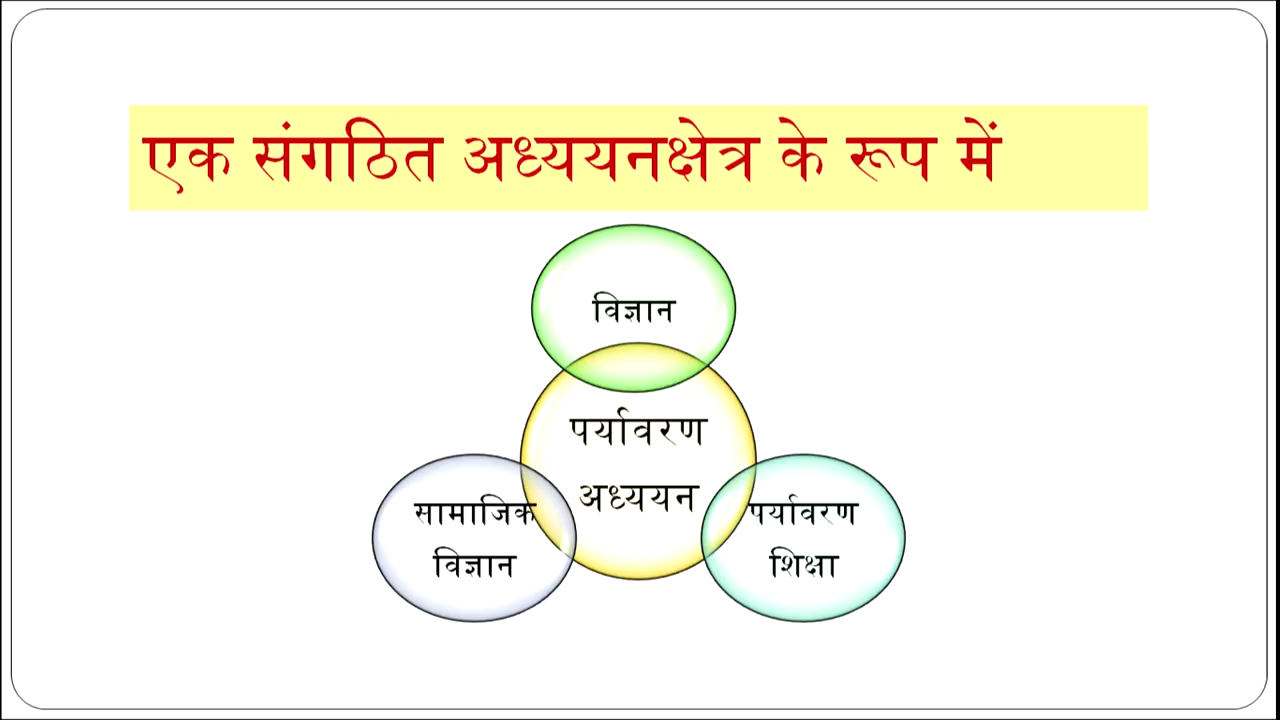 एक संगठित अध्ययनक्षेत्र के रूप में
विज्ञान
पर्यावरण
अध्ययन
सामाजिक
विज्ञान
पर्यावरण
शिक्षा